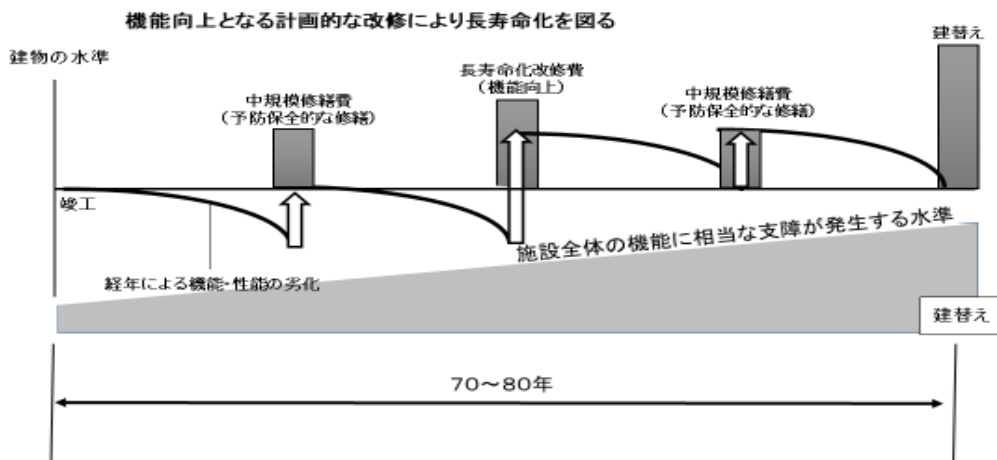 機能向上となる計画的な改修により長寿命化を図る
建替え
建物の水準
長寿命化改修費
（機能向上）
中規模修繕費
（予防保全的な修繕）
中規模修繕費
（予防保全的な修繕）
竣工
施設全体の機能に相当な支障が発生する水準
経年による機能・性能の劣化
建替え
70～80年